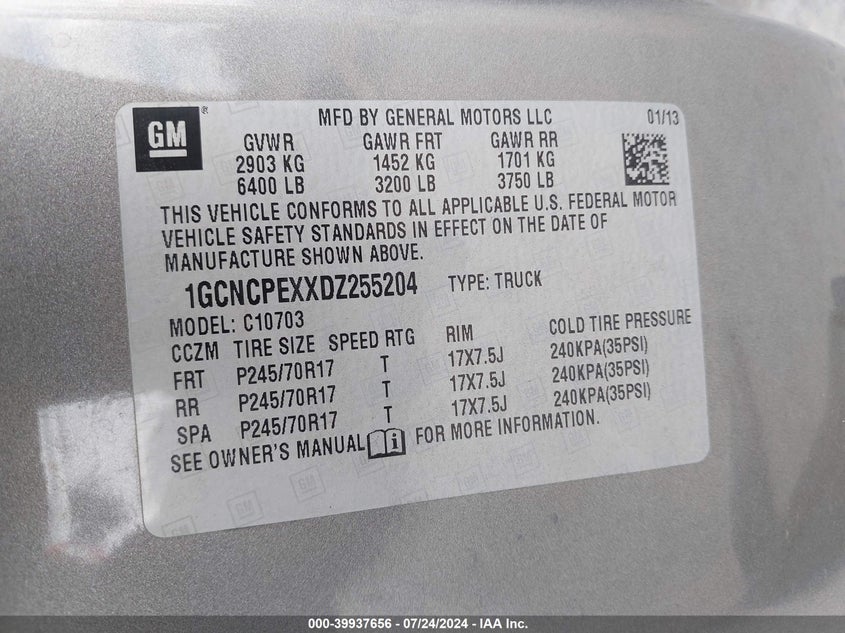 GM
MFD BY GENERAL MOTORS LLC 01/13
GVWR GAWR FRT GAWR RR
2903 KG 1452 KG 1701 KG
6400 LB 3200 LB 3750 LB
THIS VEHICLE CONFORMS TO ALL APPLICABLE U.S. FEDERAL MOTOR
VEHICLE SAFETY STANDARDS IN EFFECT ON THE DATE OF
MANUFACTURE SHOWN ABOVE.
1GCNCPEXXDZ255204 TYPE: TRUCK
MODEL: C10703
CCZM TIRE SIZE SPEED RTG RIM COLD TIRE PRESSURE
FRT P245/70R17 T 17X7.5J 240KPA(35PSI)
RR P245/70R17 T 17X7.5J 240KPA(35PSI)
SPA P245/70R17 T 17X7.5J 240KPA(35PSI)
SEE OWNER'S MANUAL FOR MORE INFORMATION.
000-39937656 - 07/24/2024 - IAA Inc.